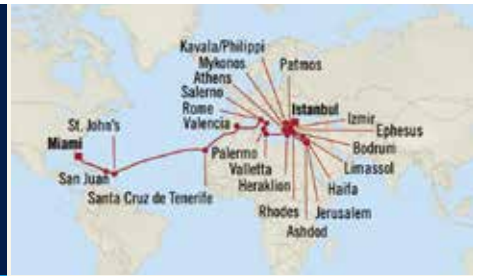 Kavala/Philippi
Mykonos
Patmos
Athens
Salerno
Istanbul
Rome
Izmir
St. John's
Valencia
Ephesus
Miami
Bodrum
Palermo
Limassol
San Juan
Valletta
Haifa
Heraklion
Santa Cruz de Tenerife
Rhodes
Jerusalem
Ashdod